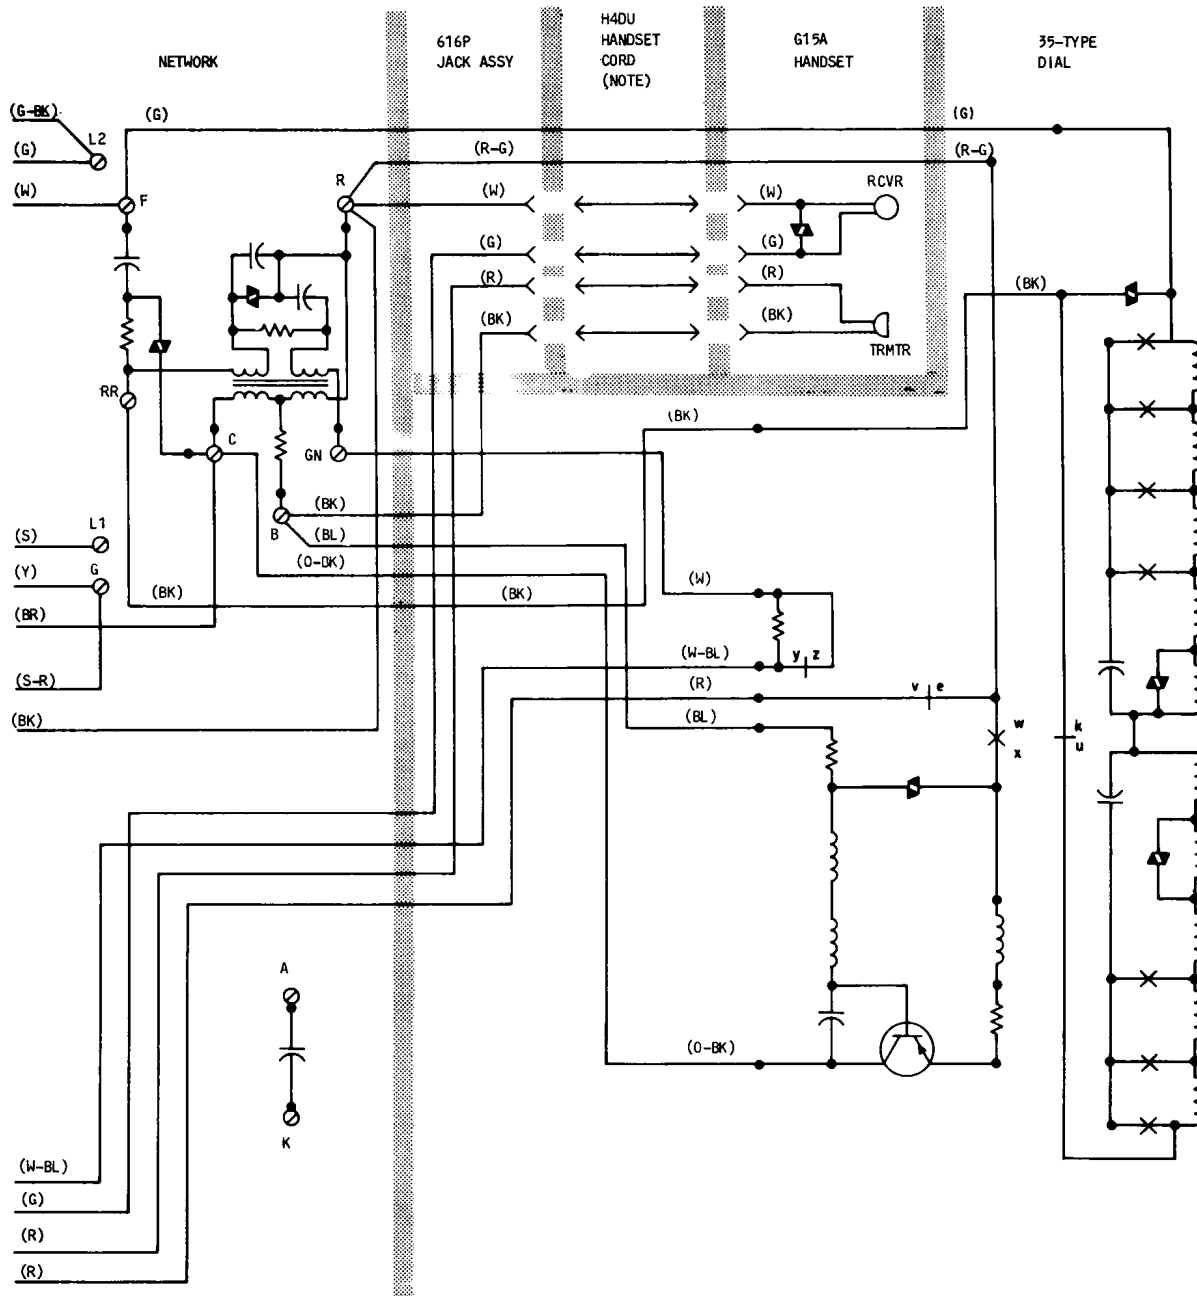 NETWORK
616P
JACK ASSY
H4DU
HANDSET
CORD
(NOTE)
G15A
HANDSET
35-TYPE
DIAL
(G-BK)
(G)
(G)
L2
(G)
(R-G)
(R-G)
(W)
F
R
(W)
(W)
RCVR
(G)
(G)
(R)
(R)
(BK)
(BK)
(BK)
TRMTR
RR
(BK)
C
GN
(BK)
B
(BL)
(S)
L1
(O-BK)
(Y)
G
(BK)
(BK)
(W)
(BR)
(W-BL)
y
z
(S-R)
(R)
v
e
(BK)
(BL)
w
x
k
u
A
(O-BK)
K
(W-BL)
(G)
(R)
(R)